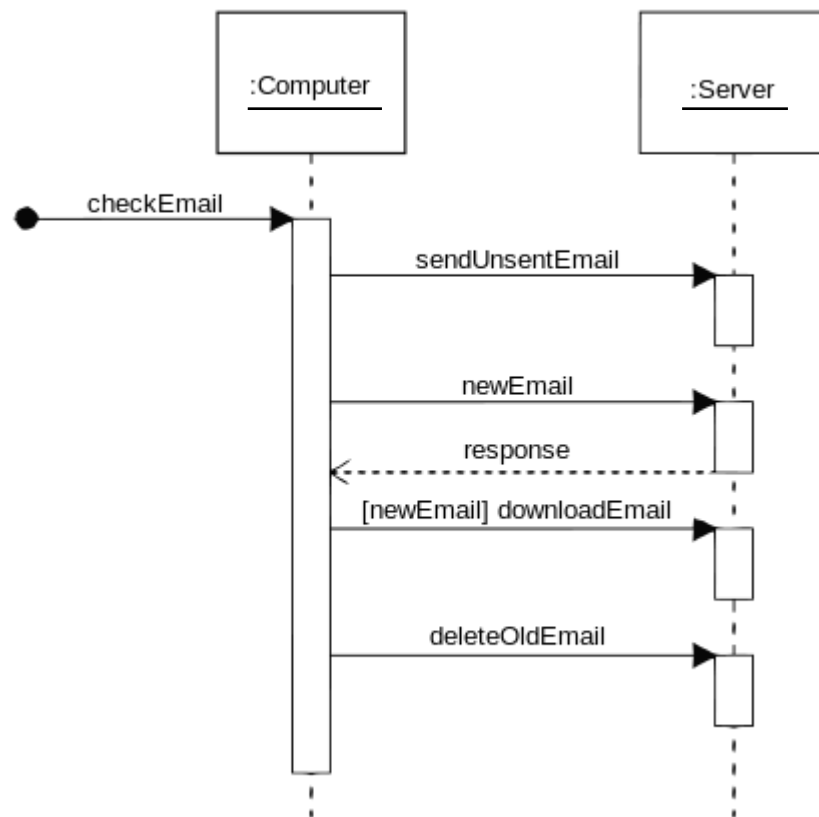 :Computer
:Server
checkEmail
sendUnsentEmail
newEmail
response
[newEmail] downloadEmail
deleteOldEmail